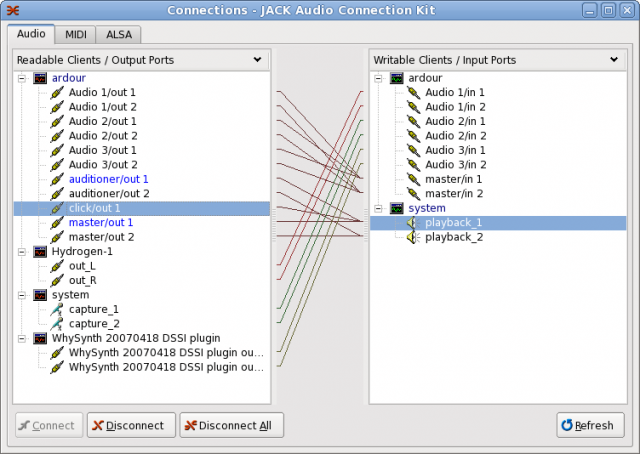 Connections - JACK Audio Connection Kit
Audio MIDI ALSA
Readable Clients / Output Ports
ardour
Audio 1/out 1
Audio 1/out 2
Audio 2/out 1
Audio 2/out 2
Audio 3/out 1
Audio 3/out 2
auditioner/out 1
auditioner/out 2
click/out 1
master/out 1
master/out 2
Hydrogen-1
out_L
out_R
system
capture_1
capture_2
WhySynth 20070418 DSSI plugin
WhySynth 20070418 DSSI plugin ou...
WhySynth 20070418 DSSI plugin ou...
Writable Clients / Input Ports
ardour
Audio 1/in 1
Audio 1/in 2
Audio 2/in 1
Audio 2/in 2
Audio 3/in 1
Audio 3/in 2
master/in 1
master/in 2
system
playback_1
playback_2
Connect Disconnect Disconnect All Refresh